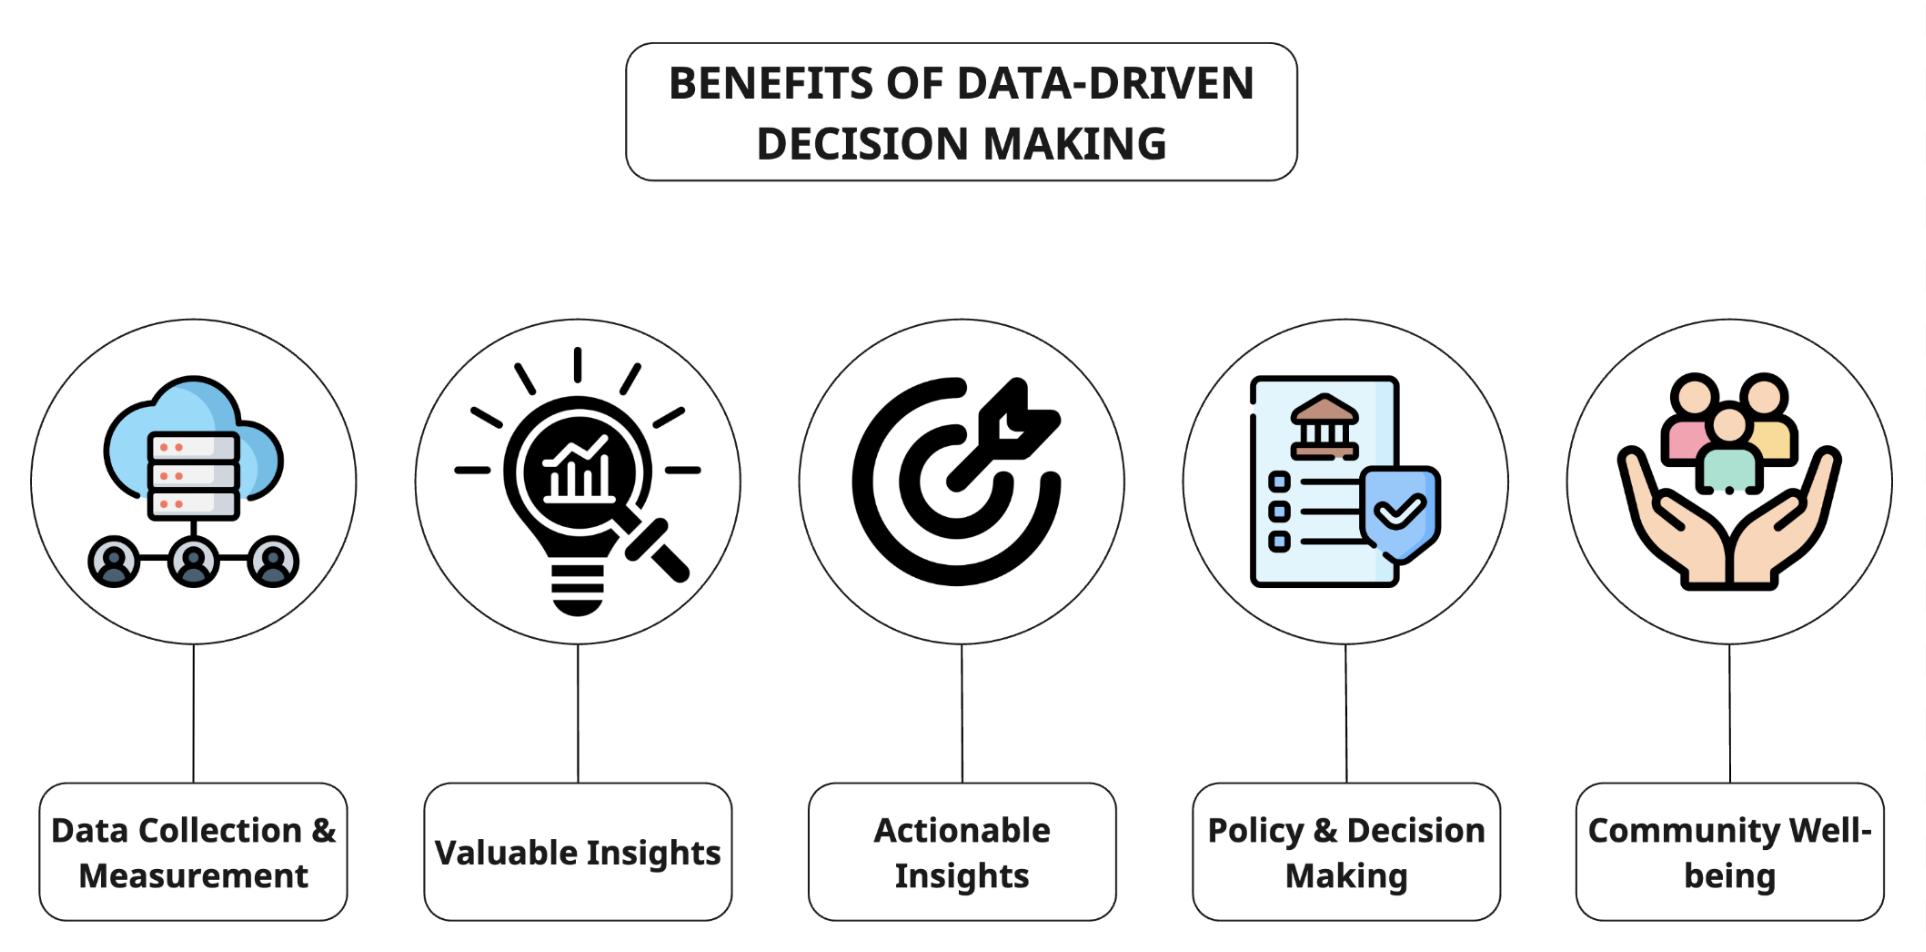 BENEFITS OF DATA-DRIVEN
DECISION MAKING
Data Collection &
Measurement
Valuable Insights
Actionable
Insights
Policy & Decision
Making
Community Well-
being